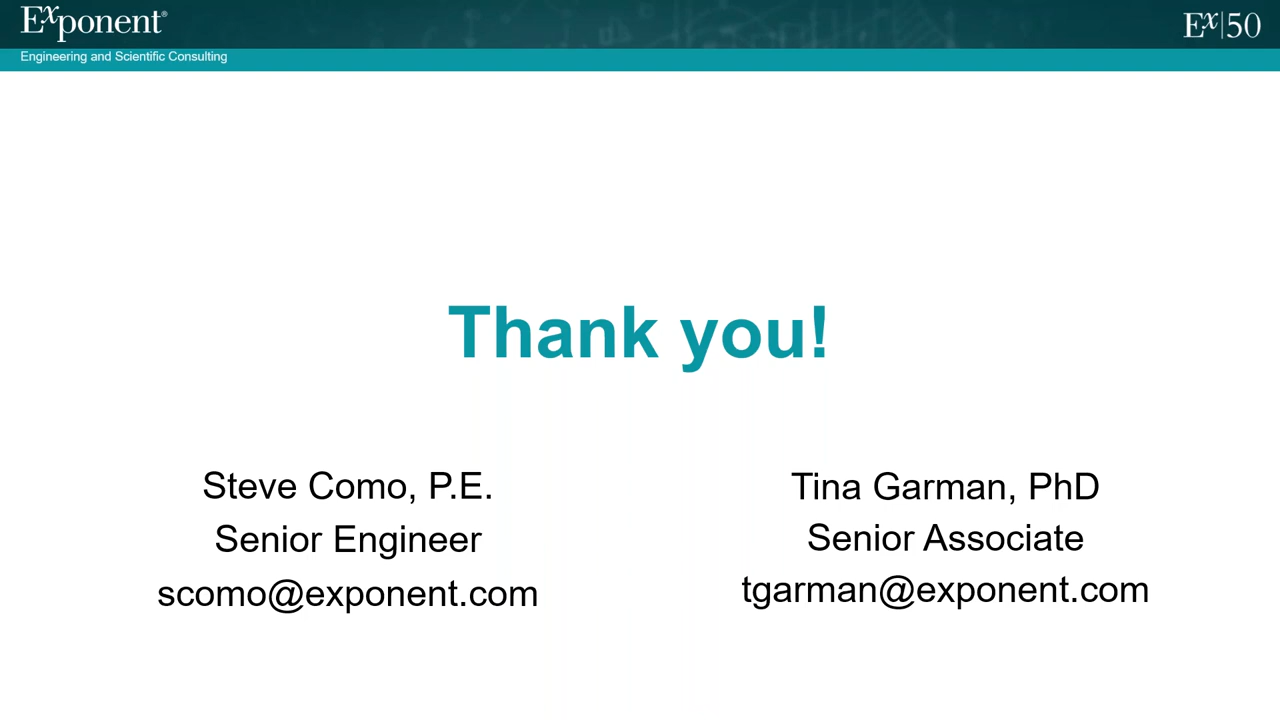 Exponent®
Ex|50
Engineering and Scientific Consulting
Thank you!
Steve Como, P.E.
Senior Engineer
scomo@exponent.com
Tina Garman, PhD
Senior Associate
tgarman@exponent.com